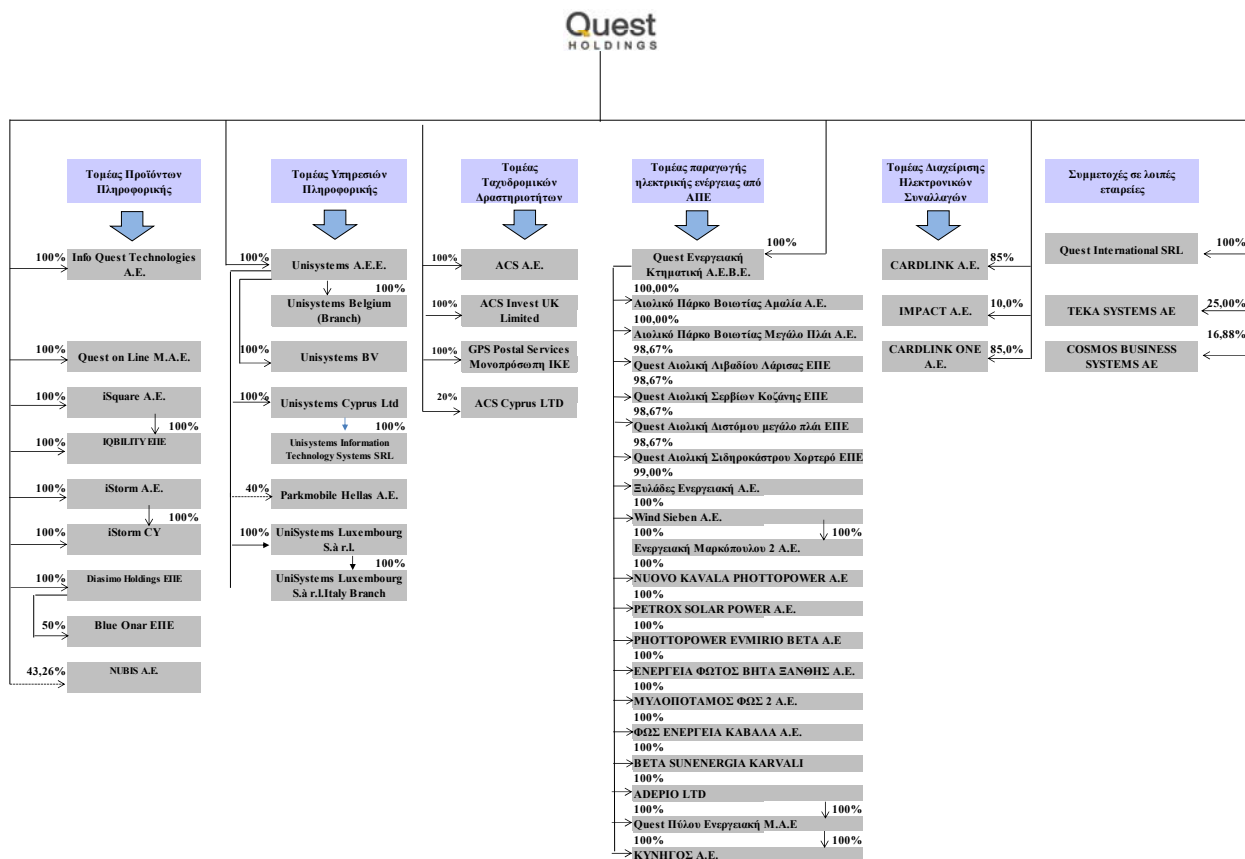 Quest
HOLDINGS
Τομέας Προϊόντων
Πληροφορικής
100%
Info Quest Technologies
Α.Ε.
100%
Quest on Line Μ.Α.Ε.
100%
iSquare Α.Ε.
100%
100%
IQBILITY ΕΠΕ
100%
iStorm Α.Ε.
100%
100%
iStorm CY
100%
Diasimo Holdings ΕΠΕ
50%
Blue Onar ΕΠΕ
43,26%
NUBIS Α.Ε.
Τομέας Υπηρεσιών
Πληροφορικής
100%
Unisystems Α.Ε.Ε.
100%
Unisystems Belgium
(Branch)
100%
Unisystems BV
100%
Unisystems Cyprus Ltd
100%
Unisystems Information
Technology Systems SRL
40%
Parkmobile Hellas Α.Ε.
100%
UniSystems Luxembourg
S.à r.l.
100%
UniSystems Luxembourg
S.à r.l.Italy Branch
Τομέας
Ταχυδρομικών
Δραστηριοτήτων
100%
ACS Α.Ε.
100%
ACS Invest UK
Limited
100%
GPS Postal Services
Μονοπρόσωπη ΙΚΕ
20%
ACS Cyprus LTD
Τομέας παραγωγής
ηλεκτρικής ενέργειας από
ΑΠΕ
100%
Quest Ενεργειακή
Κτηματική Α.Ε.Β.Ε.
100,00%
Αιολικό Πάρκο Βοιωτίας Αμαλία Α.Ε.
100,00%
Αιολικό Πάρκο Βοιωτίας Μεγάλο Πλάι Α.Ε.
98,67%
Quest Αιολική Λιβαδίου Λάρισας ΕΠΕ
98,67%
Quest Αιολική Σερβίων Κοζάνης ΕΠΕ
98,67%
Quest Αιολική Διστόμου μεγάλο πλάι ΕΠΕ
98,67%
Quest Αιολική Σιδηροκάστρου Χορτερό ΕΠΕ
99,00%
Ξυλάδες Ενεργειακή Α.Ε.
100%
Wind Sieben Α.Ε.
100%
100%
Ενεργειακή Μαρκόπουλου 2 Α.Ε.
100%
NUOVO KAVALA PHOTTOPOWER Α.Ε
100%
PETROX SOLAR POWER Α.Ε.
100%
PHOTTOPOWER EVMIRIO BETA Α.Ε
100%
ΕΝΕΡΓΕΙΑ ΦΩΤΟΣ ΒΗΤΑ ΞΑΝΘΗΣ Α.Ε.
100%
ΜΥΛΟΠΟΤΑΜΟΣ ΦΩΣ 2 Α.Ε.
100%
ΦΩΣ ΕΝΕΡΓΕΙΑ ΚΑΒΑΛΑ Α.Ε.
100%
BETA SUNENERGIA KARVALI
100%
ADEPIO LTD
100%
100%
Quest Πύλου Ενεργειακή Μ.Α.Ε
100%
100%
ΚΥΝΗΓΟΣ Α.Ε.
Τομέας Διαχείρισης
Ηλεκτρονικών
Συναλλαγών
CARDLINK Α.Ε.
85%
IMPACT Α.Ε.
10,0%
CARDLINK ONE
Α.Ε.
85,0%
Συμμετοχές σε λοιπές
εταιρείες
Quest International SRL
100%
TEKA SYSTEMS ΑΕ
25,00%
COSMOS BUSINESS
SYSTEMS ΑΕ
16,88%